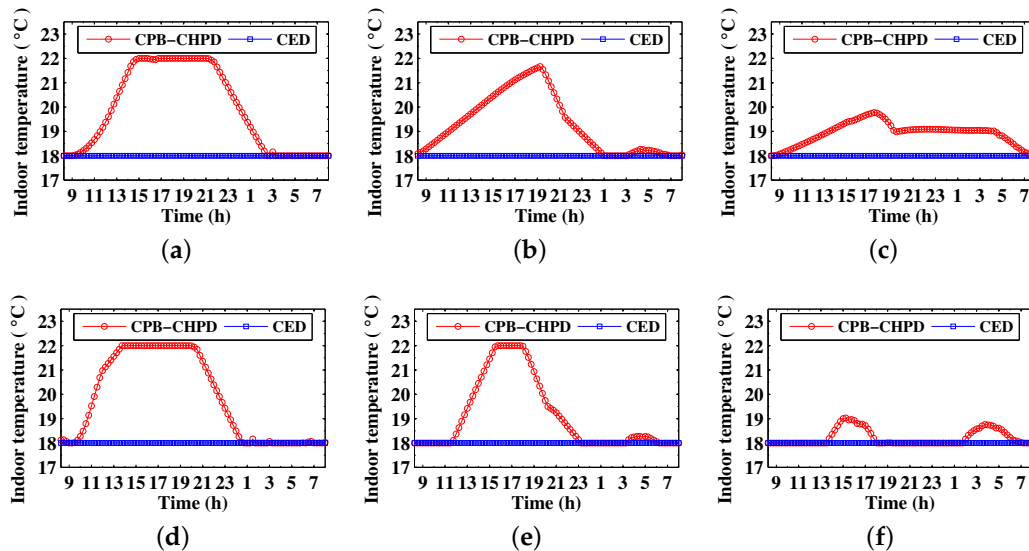 Indoor temperature ( °C )
23
22
21
20
19
18
17
CPB−CHPD CED
9 11 13 15 17 19 21 23 1 3 5 7
Time (h)
(a)
Indoor temperature ( °C )
23
22
21
20
19
18
17
CPB−CHPD CED
9 11 13 15 17 19 21 23 1 3 5 7
Time (h)
(b)
Indoor temperature ( °C )
23
22
21
20
19
18
17
CPB−CHPD CED
9 11 13 15 17 19 21 23 1 3 5 7
Time (h)
(c)
Indoor temperature ( °C )
23
22
21
20
19
18
17
CPB−CHPD CED
9 11 13 15 17 19 21 23 1 3 5 7
Time (h)
(d)
Indoor temperature ( °C )
23
22
21
20
19
18
17
CPB−CHPD CED
9 11 13 15 17 19 21 23 1 3 5 7
Time (h)
(e)
Indoor temperature ( °C )
23
22
21
20
19
18
17
CPB−CHPD CED
9 11 13 15 17 19 21 23 1 3 5 7
Time (h)
(f)